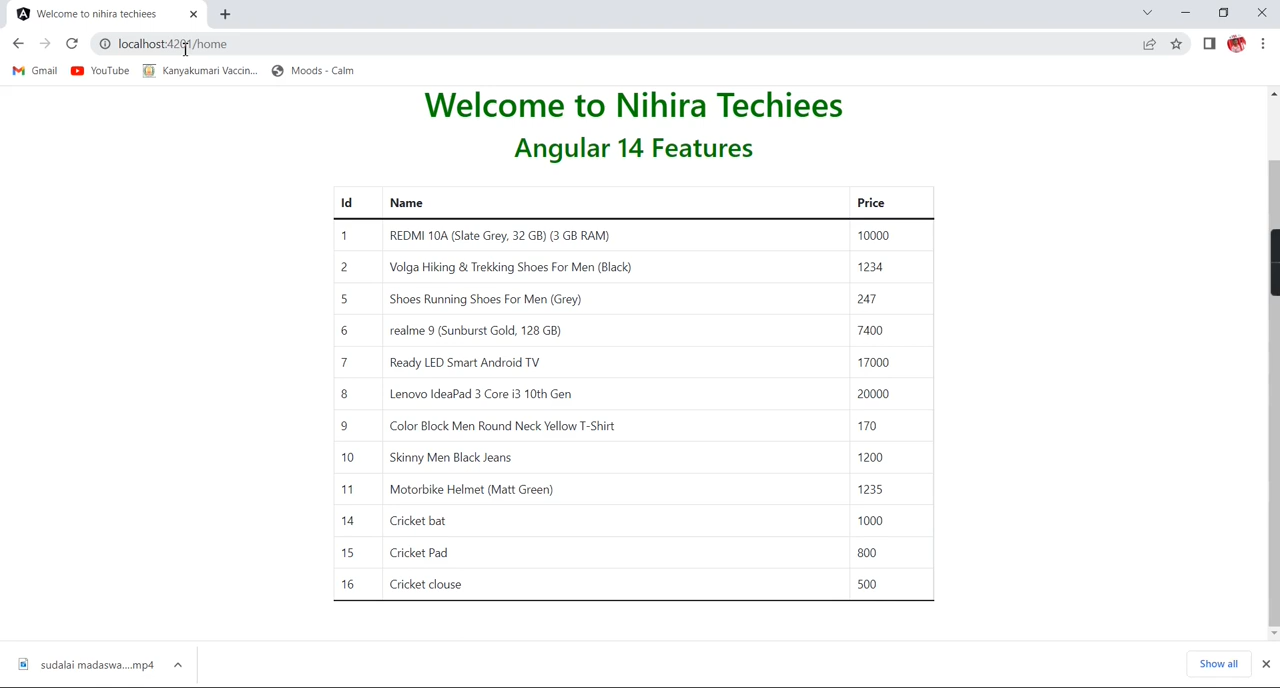 Welcome to nihira techiees
localhost:4201/home
Gmail YouTube Kanyakumari Vaccin... Moods - Calm
Welcome to Nihira Techiees
Angular 14 Features
Id Name Price
1 REDMI 10A (Slate Grey, 32 GB) (3 GB RAM) 10000
2 Volga Hiking & Trekking Shoes For Men (Black) 1234
5 Shoes Running Shoes For Men (Grey) 247
6 realme 9 (Sunburst Gold, 128 GB) 7400
7 Ready LED Smart Android TV 17000
8 Lenovo IdeaPad 3 Core i3 10th Gen 20000
9 Color Block Men Round Neck Yellow T-Shirt 170
10 Skinny Men Black Jeans 1200
11 Motorbike Helmet (Matt Green) 1235
14 Cricket bat 1000
15 Cricket Pad 800
16 Cricket clouse 500
sudalai madaswa....mp4 Show all